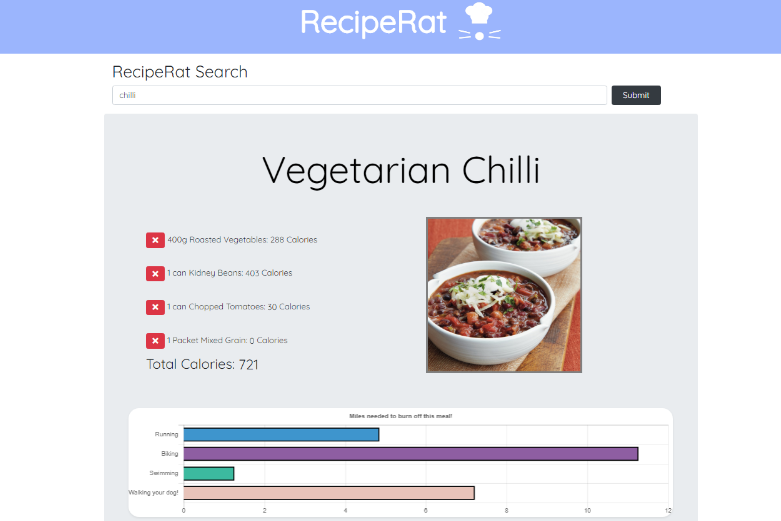 RecipeRat
RecipeRat Search
chilli
Submit
Vegetarian Chilli
400g Roasted Vegetables: 288 Calories
1 can Kidney Beans: 403 Calories
1 can Chopped Tomatoes: 30 Calories
1 Packet Mixed Grain: 0 Calories
Total Calories: 721
Miles needed to burn off this meal!
Running
Biking
Swimming
Walking your dog!
0 2 4 6 8 10 12